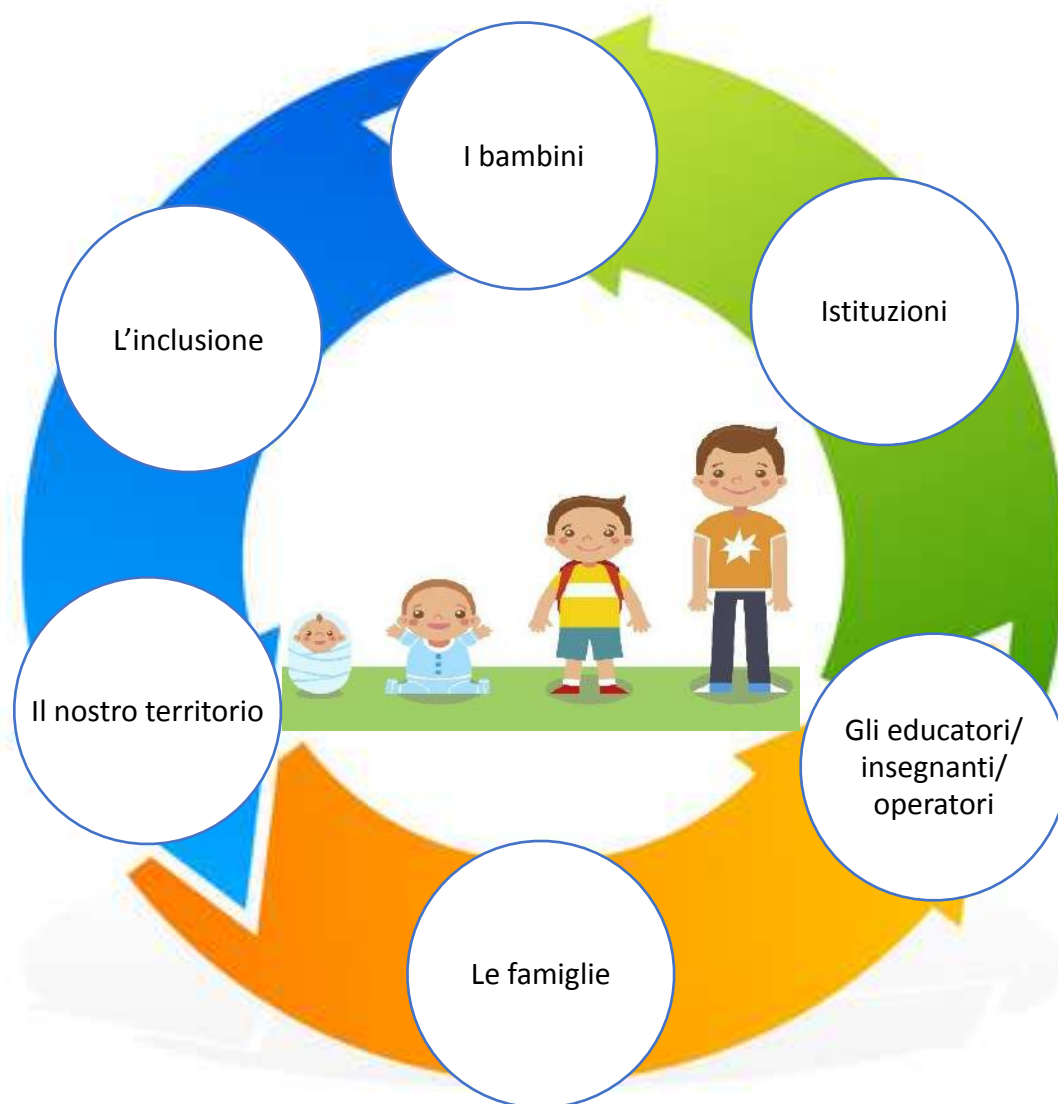 I bambini
Istituzioni
L’inclusione
Il nostro territorio
Gli educatori/
insegnanti/
operatori
Le famiglie